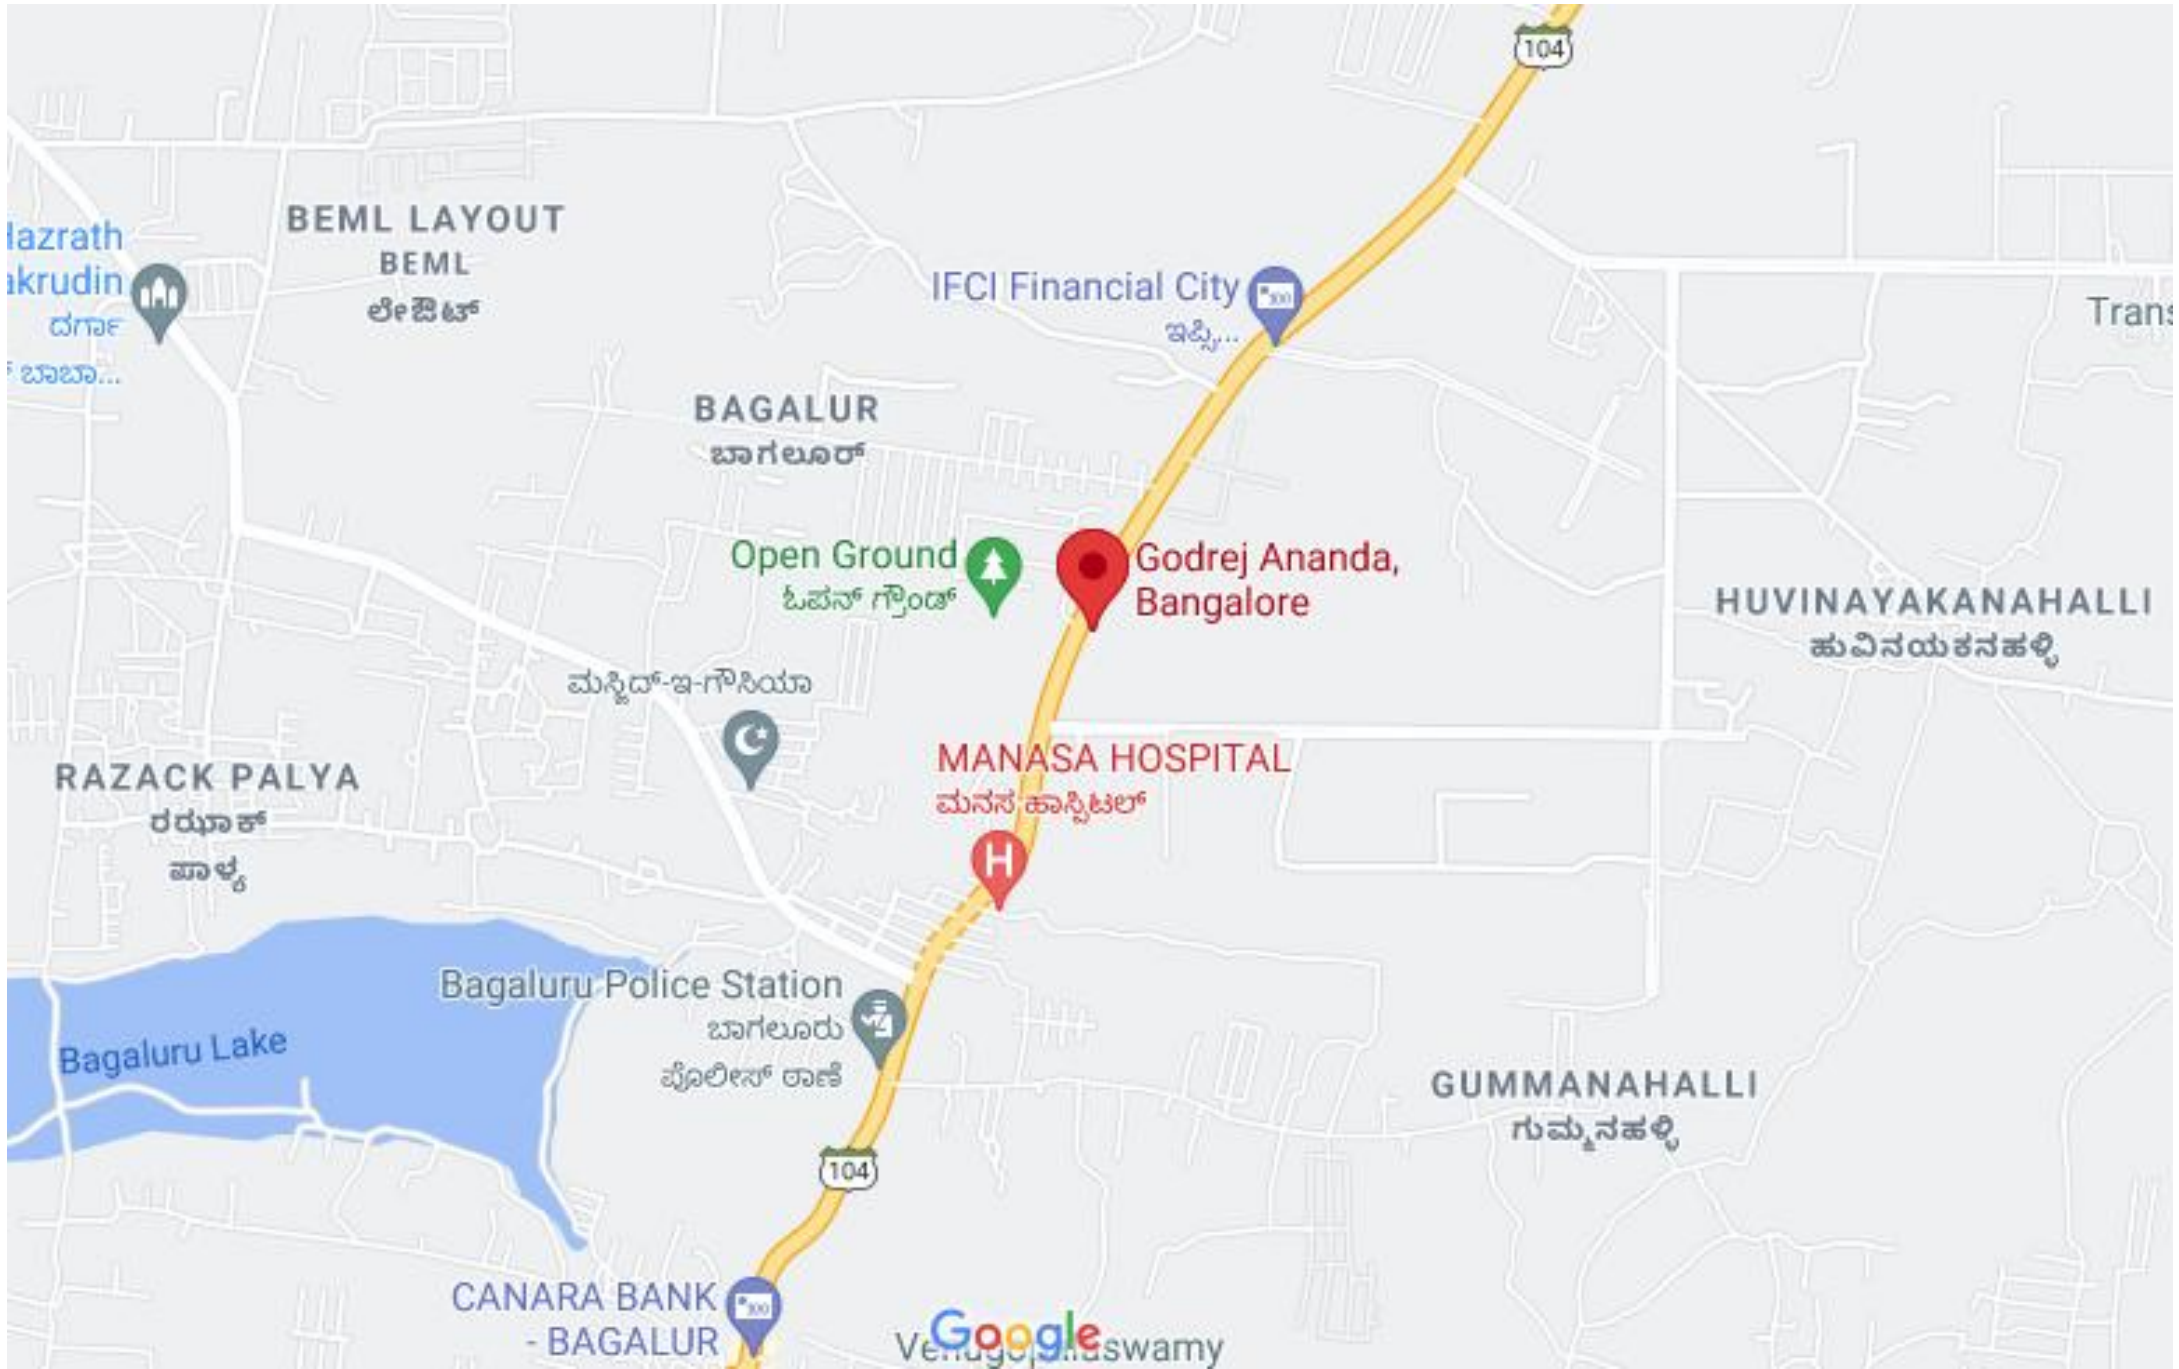 104
BEML LAYOUT
BEML
ಲೇಔಟ್
lazrath
akrudin
ದರ್ಗಾ
ಬಾಬಾ...
IFCI Financial City
ಇಫ್ಸಿ...
Trans
BAGALUR
ಬಾಗಲೂರ್
Open Ground
ಓಪನ್ ಗ್ರೌಂಡ್
Godrej Ananda,
Bangalore
HUVINAYAKANAHALLI
ಹುವಿನಯಕನಹಳ್ಳಿ
ಮಸ್ಜಿದ್-ಇ-ಗೌಸಿಯಾ
MANASA HOSPITAL
ಮನಸ ಹಾಸ್ಪಿಟಲ್
RAZACK PALYA
ರಝಾಕ್
ಪಾಳ್ಯ
H
Bagaluru Police Station
ಬಾಗಲೂರು
ಪೊಲೀಸ್ ಠಾಣೆ
Bagaluru Lake
GUMMANAHALLI
ಗುಮ್ಮನಹಳ್ಳಿ
104
CANARA BANK
- BAGALUR
Google